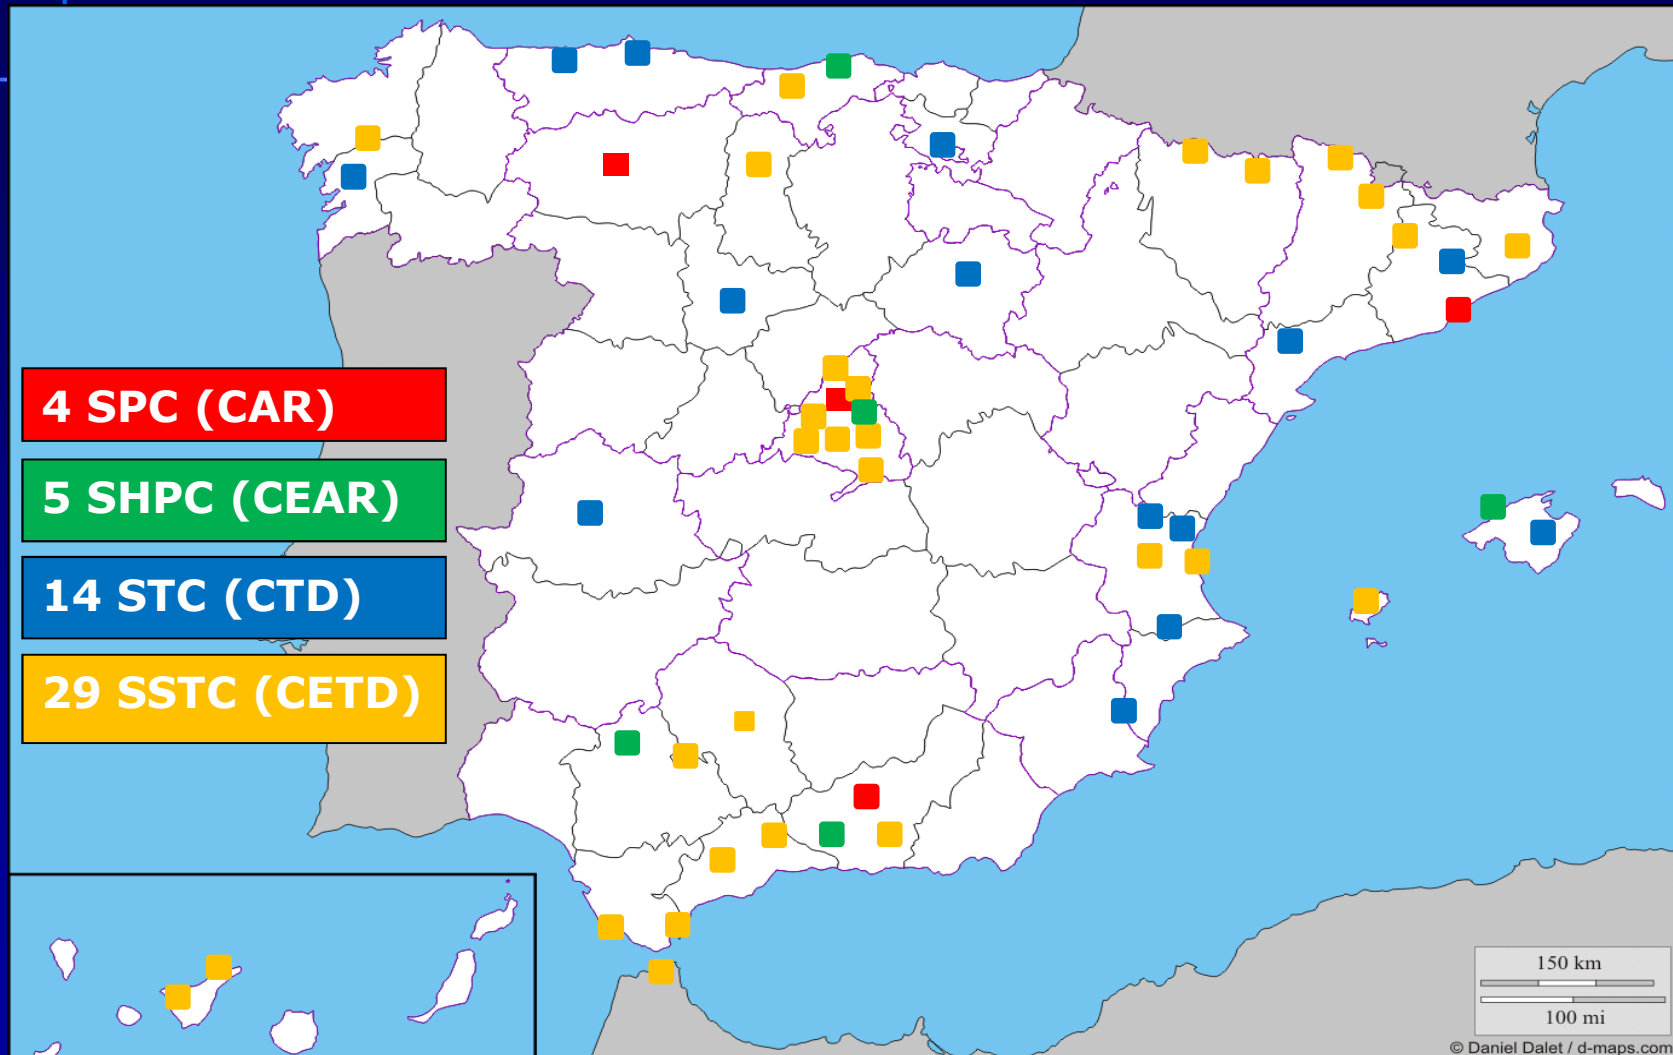 4 SPC (CAR)
5 SHPC (CEAR)
14 STC (CTD)
29 SSTC (CETD)
150 km
100 mi
© Daniel Dalet / d-maps.com